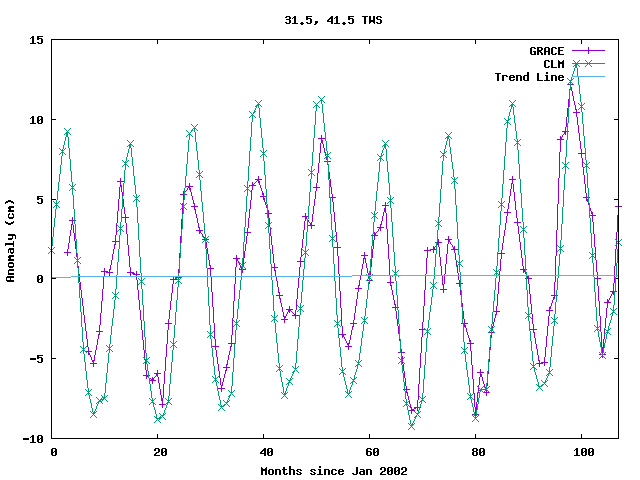 31.5, 41.5 TWS
GRACE
CLM
Trend Line
15
10
5
0
-5
-10
Anomaly (cm)
0 20 40 60 80 100
Months since Jan 2002